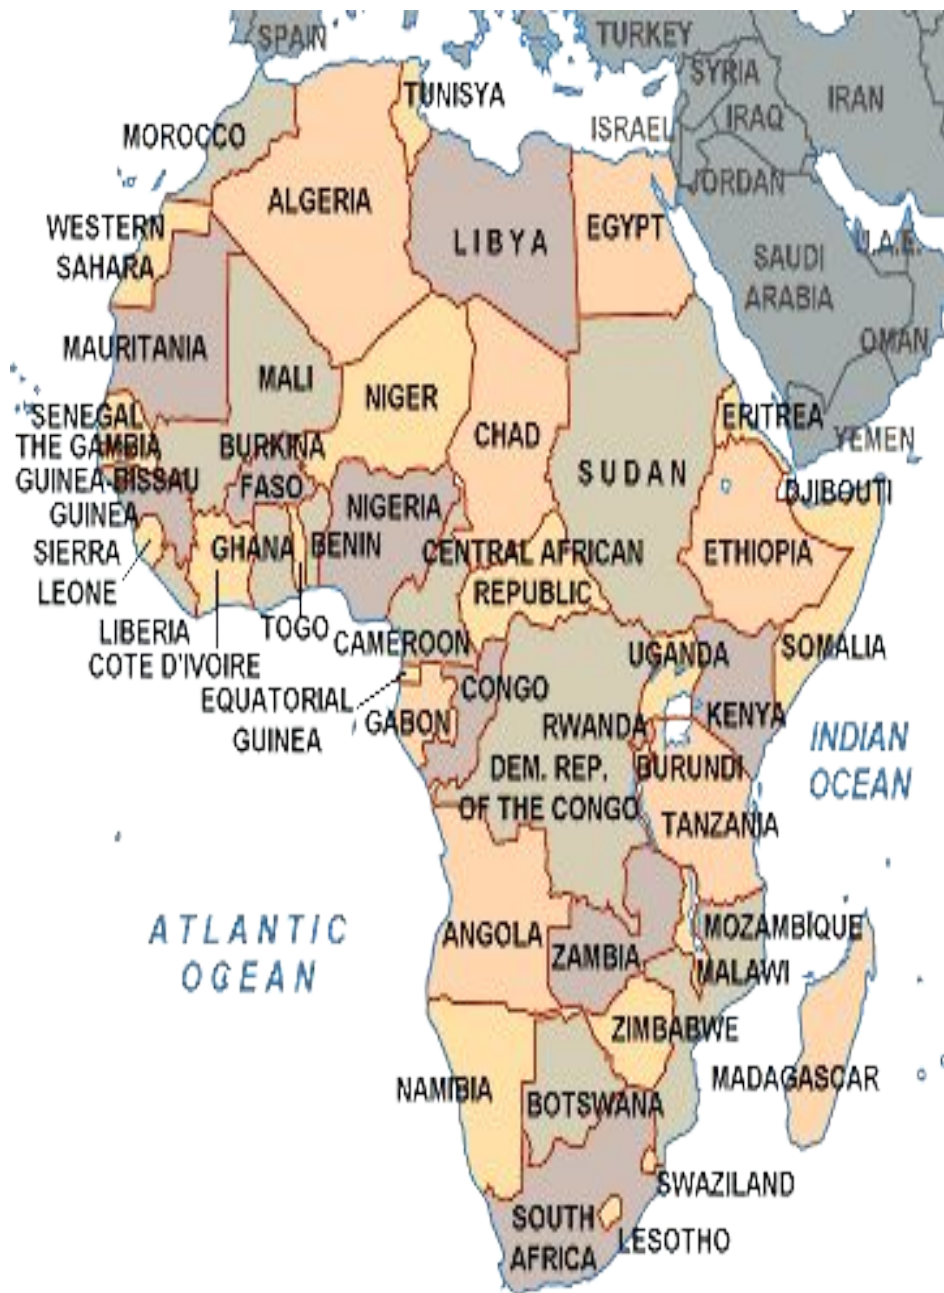 SPAIN
TURKEY
SYRIA
IRAN
TUNISYA
IRAQ
ISRAEL
MOROCCO
JORDAN
ALGERIA
WESTERN
SAHARA
LIBYA
EGYPT
U.A.E.
SAUDI
ARABIA
MAURITANIA
OMAN
MALI
NIGER
SENEGAL
ERITREA
THE GAMBIA
BURKINA
FASO
CHAD
YEMEN
SUDAN
GUINEA-BISSAU
DJIBOUTI
GUINEA
NIGERIA
SIERRA
LEONE
GHANA
BENIN
CENTRAL AFRICAN
REPUBLIC
ETHIOPIA
LIBERIA
TOGO
CAMEROON
COTE D'IVOIRE
UGANDA
SOMALIA
EQUATORIAL
GUINEA
CONGO
GABON
RWANDA
KENYA
INDIAN
OCEAN
DEM. REP.
OF THE CONGO
BURUNDI
TANZANIA
ATLANTIC
OCEAN
ANGOLA
MOZAMBIQUE
ZAMBIA
MALAWI
ZIMBABWE
NAMIBIA
BOTSWANA
MADAGASCAR
SWAZILAND
SOUTH
AFRICA
LESOTHO